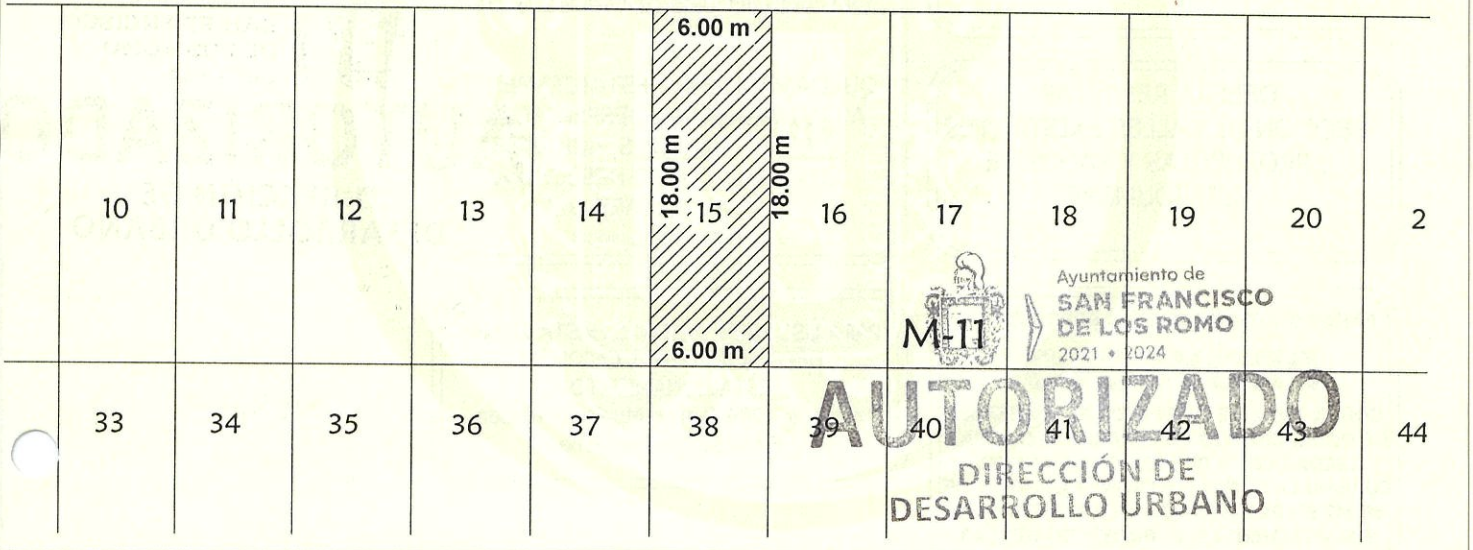 6.00 m
18.00 m
18.00 m
10 11 12 13 14 15 16 17 18 19 20 2
Ayuntamiento de
SAN FRANCISCO
DE LOS ROMO
2021 • 2024
M-11
6.00 m
AUTORIZADO
33 34 35 36 37 38 39 40 41 42 43 44
DIRECCIÓN DE
DESARROLLO URBANO